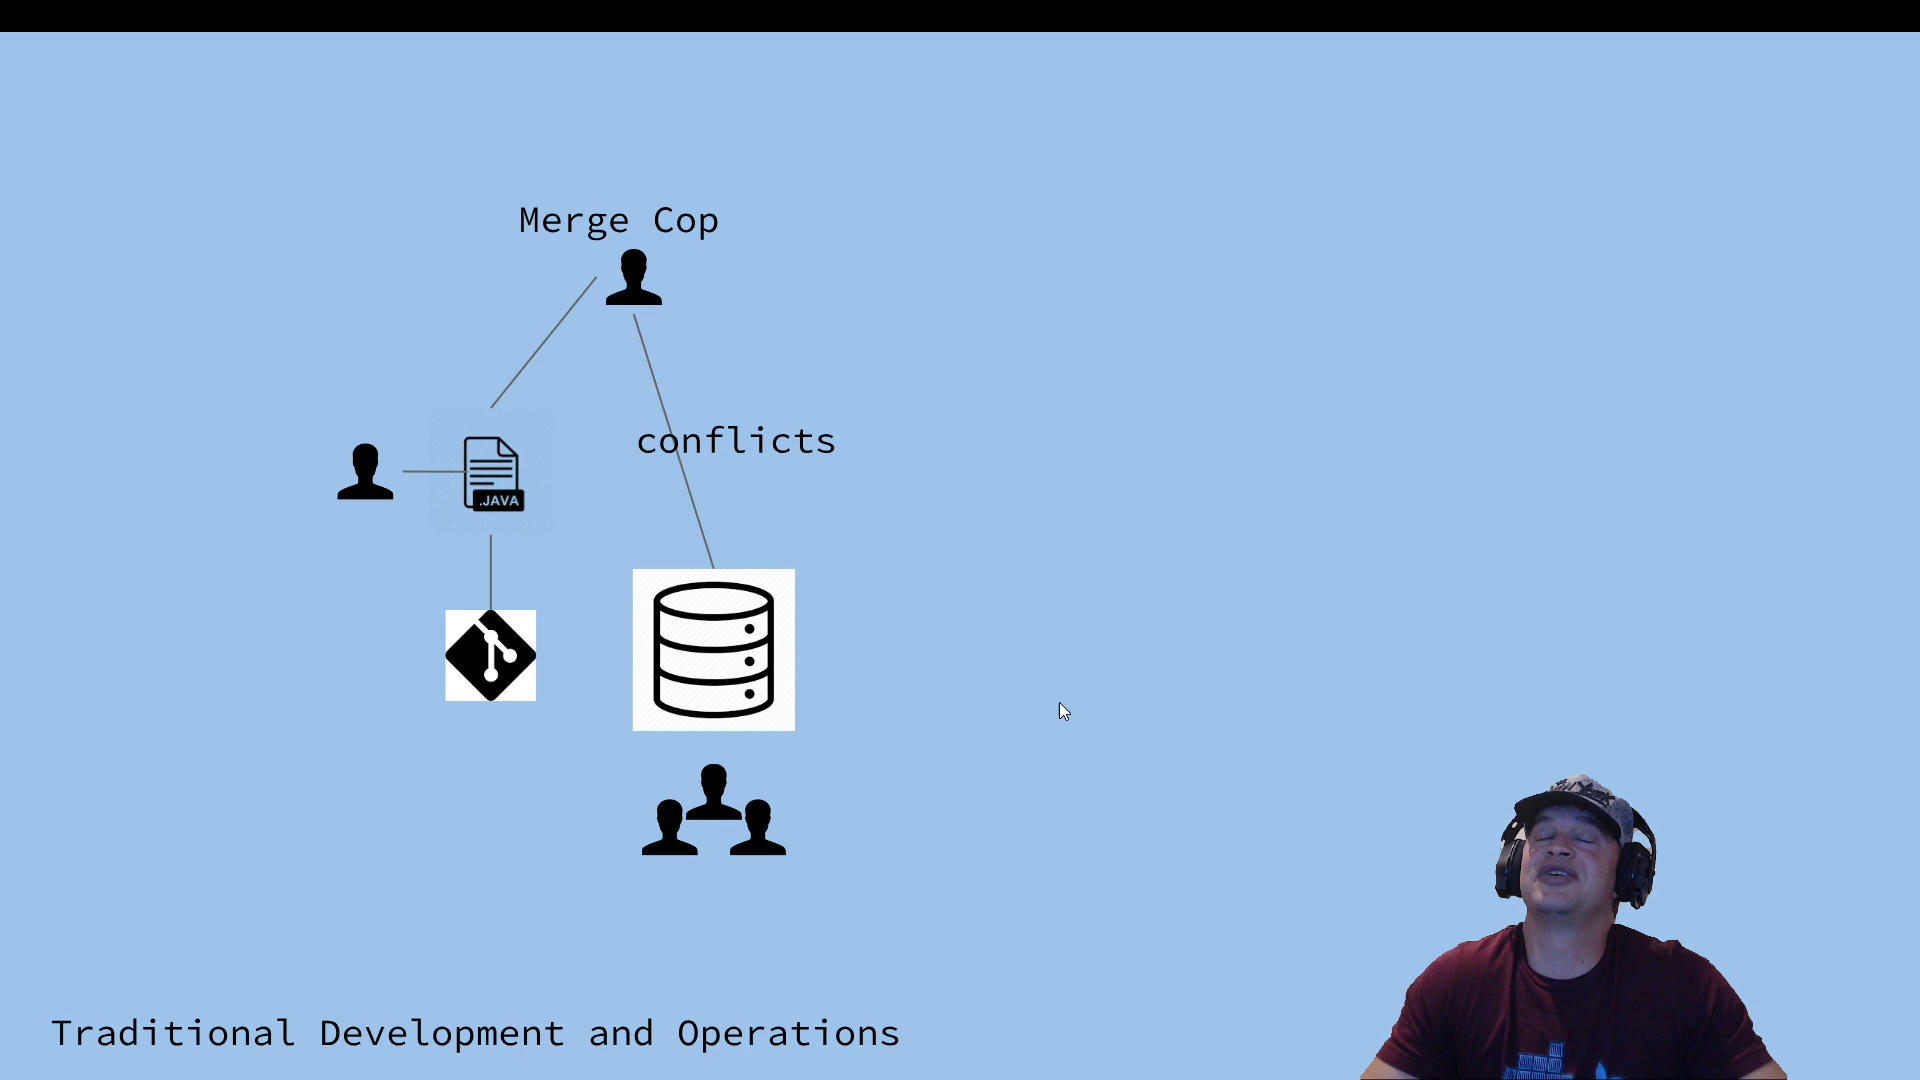 Merge Cop
conflicts
.JAVA
Traditional Development and Operations